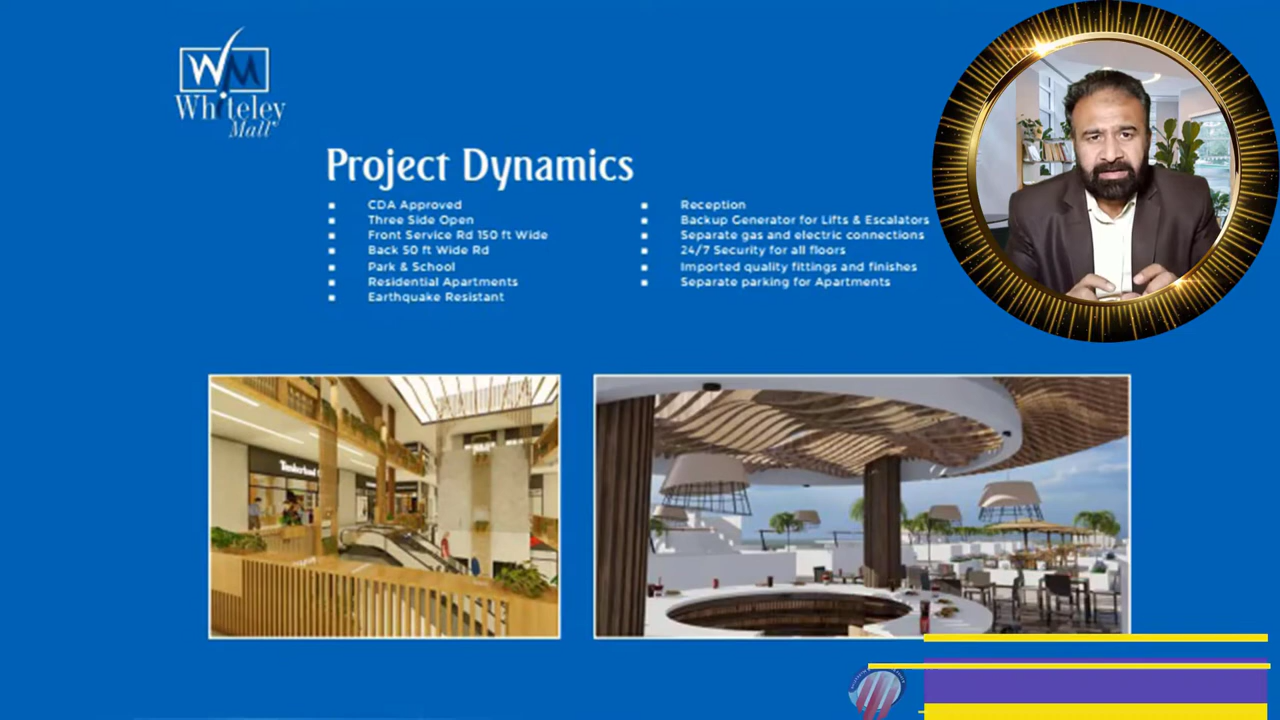 WM
Whiteley
Mall
Project Dynamics
CDA Approved
Three Side Open
Front Service Rd 150 ft Wide
Back 50 ft Wide Rd
Park & School
Residential Apartments
Earthquake Resistant
Reception
Backup Generator for Lifts & Escalators
Separate gas and electric connections
24/7 Security for all floors
Imported quality fittings and finishes
Separate parking for Apartments
Timberland